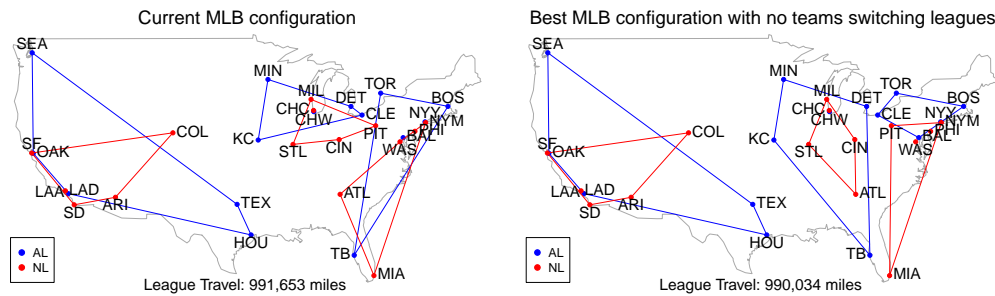 Current MLB configuration
SEA
MIN
TOR
MIL
DET
BOS
CHC
CLE
NYY
CHW
NYM
PIT
PHI
KC
STL
CIN
BAL
WAS
COL
SF
OAK
LAA
LAD
ATL
SD
ARI
TEX
HOU
TB
MIA
AL
NL
League Travel: 991,653 miles
Best MLB configuration with no teams switching leagues
SEA
MIN
TOR
MIL
DET
BOS
CHC
CLE
NYY
CHW
NYM
PIT
PHI
KC
STL
CIN
BAL
WAS
COL
SF
OAK
LAA
LAD
ATL
SD
ARI
TEX
HOU
TB
MIA
AL
NL
League Travel: 990,034 miles